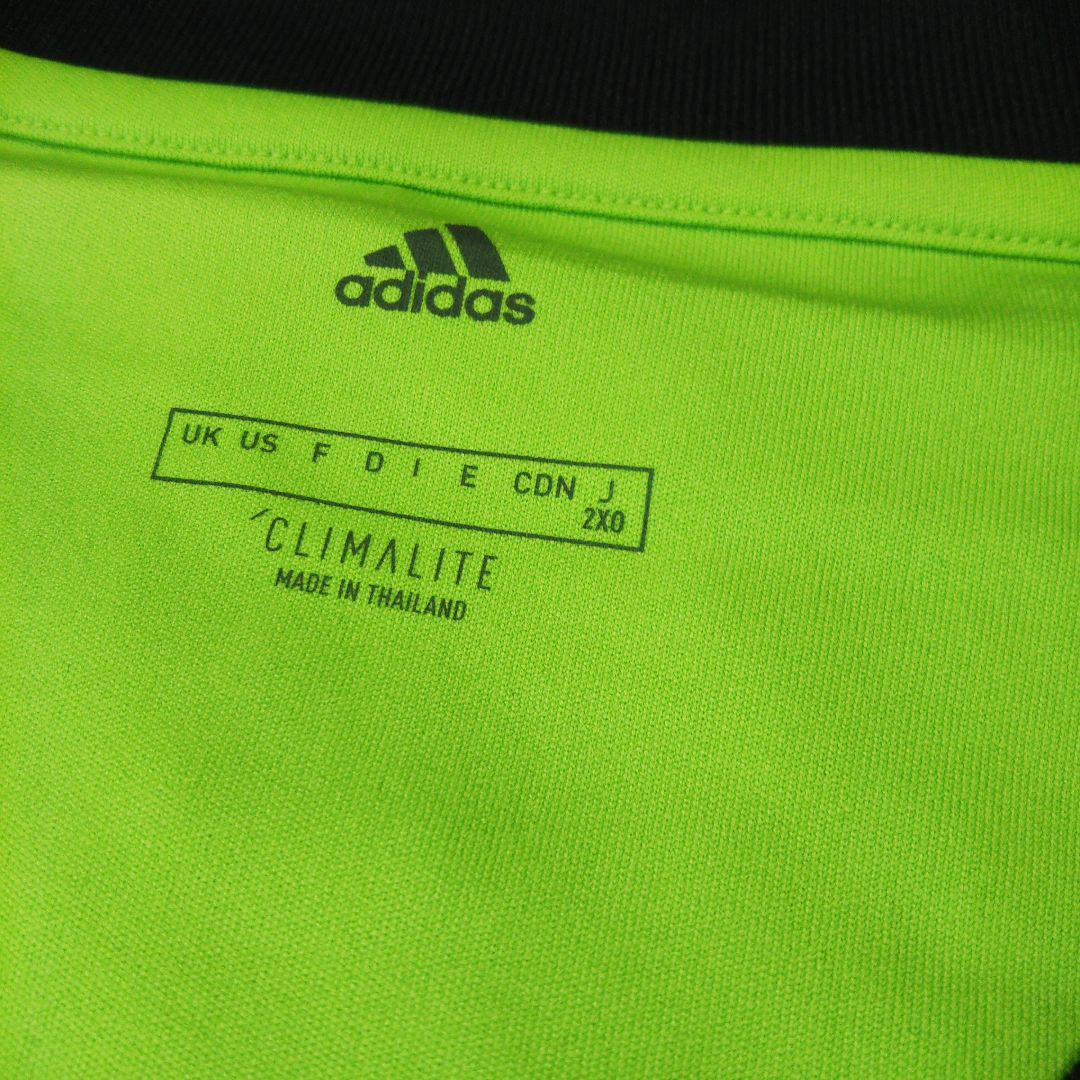 adidas
UK US F D I E CDN J
2XO
CLIMALITE
MADE IN THAILAND